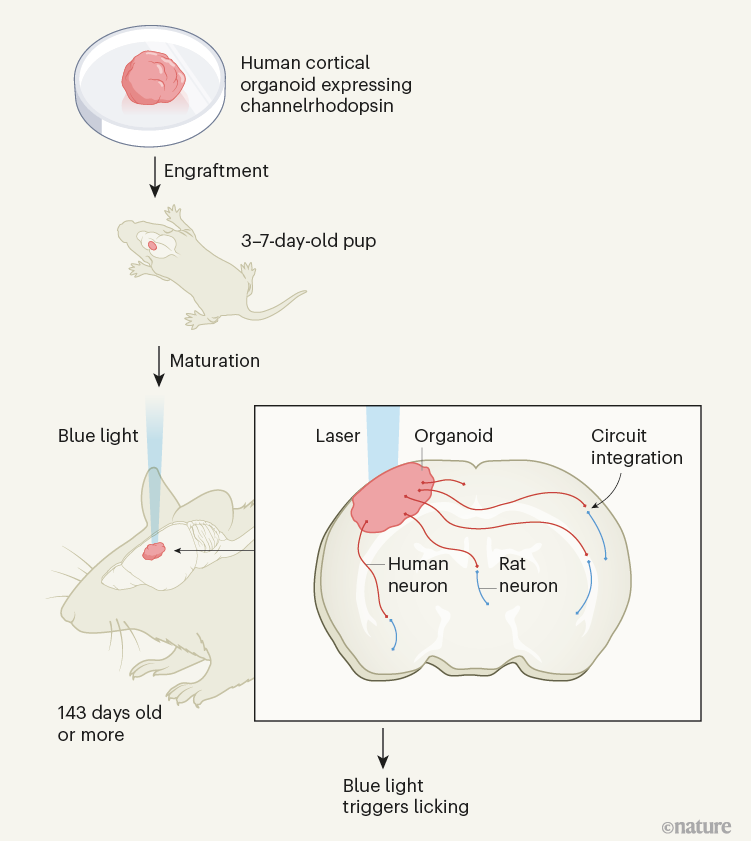 Human cortical
organoid expressing
channelrhodopsin
Engraftment
3–7-day-old pup
Maturation
Blue light
Laser
Organoid
Circuit
integration
Human
neuron
Rat
neuron
143 days old
or more
Blue light
triggers licking
©nature